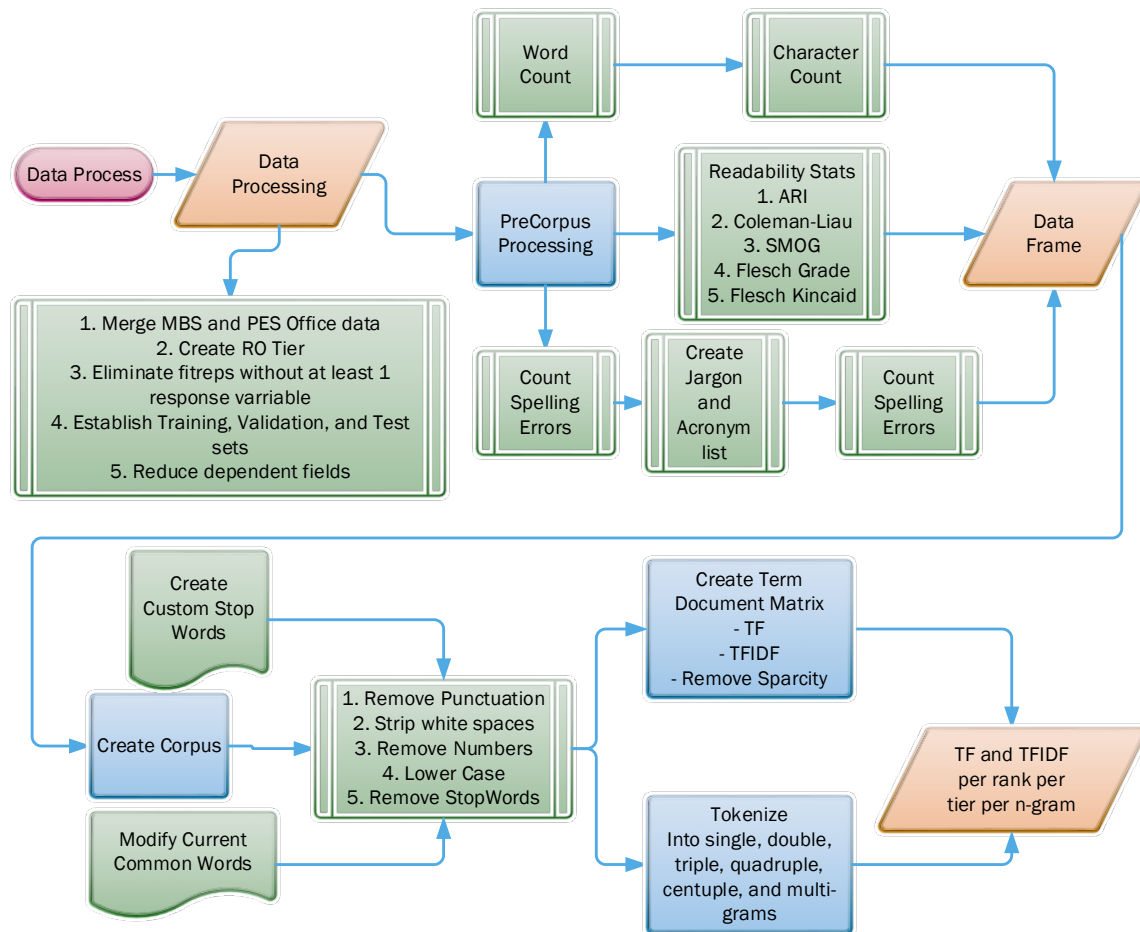 Word
Count
Character
Count
Data Process
Data
Processing
PreCorpus
Processing
Readability Stats
1. ARI
2. Coleman-Liau
3. SMOG
4. Flesch Grade
5. Flesch Kincaid
Data
Frame
1. Merge MBS and PES Office data
2. Create RO Tier
3. Eliminate fitreps without at least 1
response varriable
4. Establish Training, Validation, and Test
sets
5. Reduce dependent fields
Count
Spelling
Errors
Create
Jargon
and
Acronym
list
Count
Spelling
Errors
Create
Custom Stop
Words
Create Corpus
Modify Current
Common Words
1. Remove Punctuation
2. Strip white spaces
3. Remove Numbers
4. Lower Case
5. Remove StopWords
Create Term
Document Matrix
- TF
- TFIDF
- Remove Sparcity
Tokenize
Into single, double,
triple, quadruple,
centuple, and multi-
grams
TF and TFIDF
per rank per
tier per n-gram